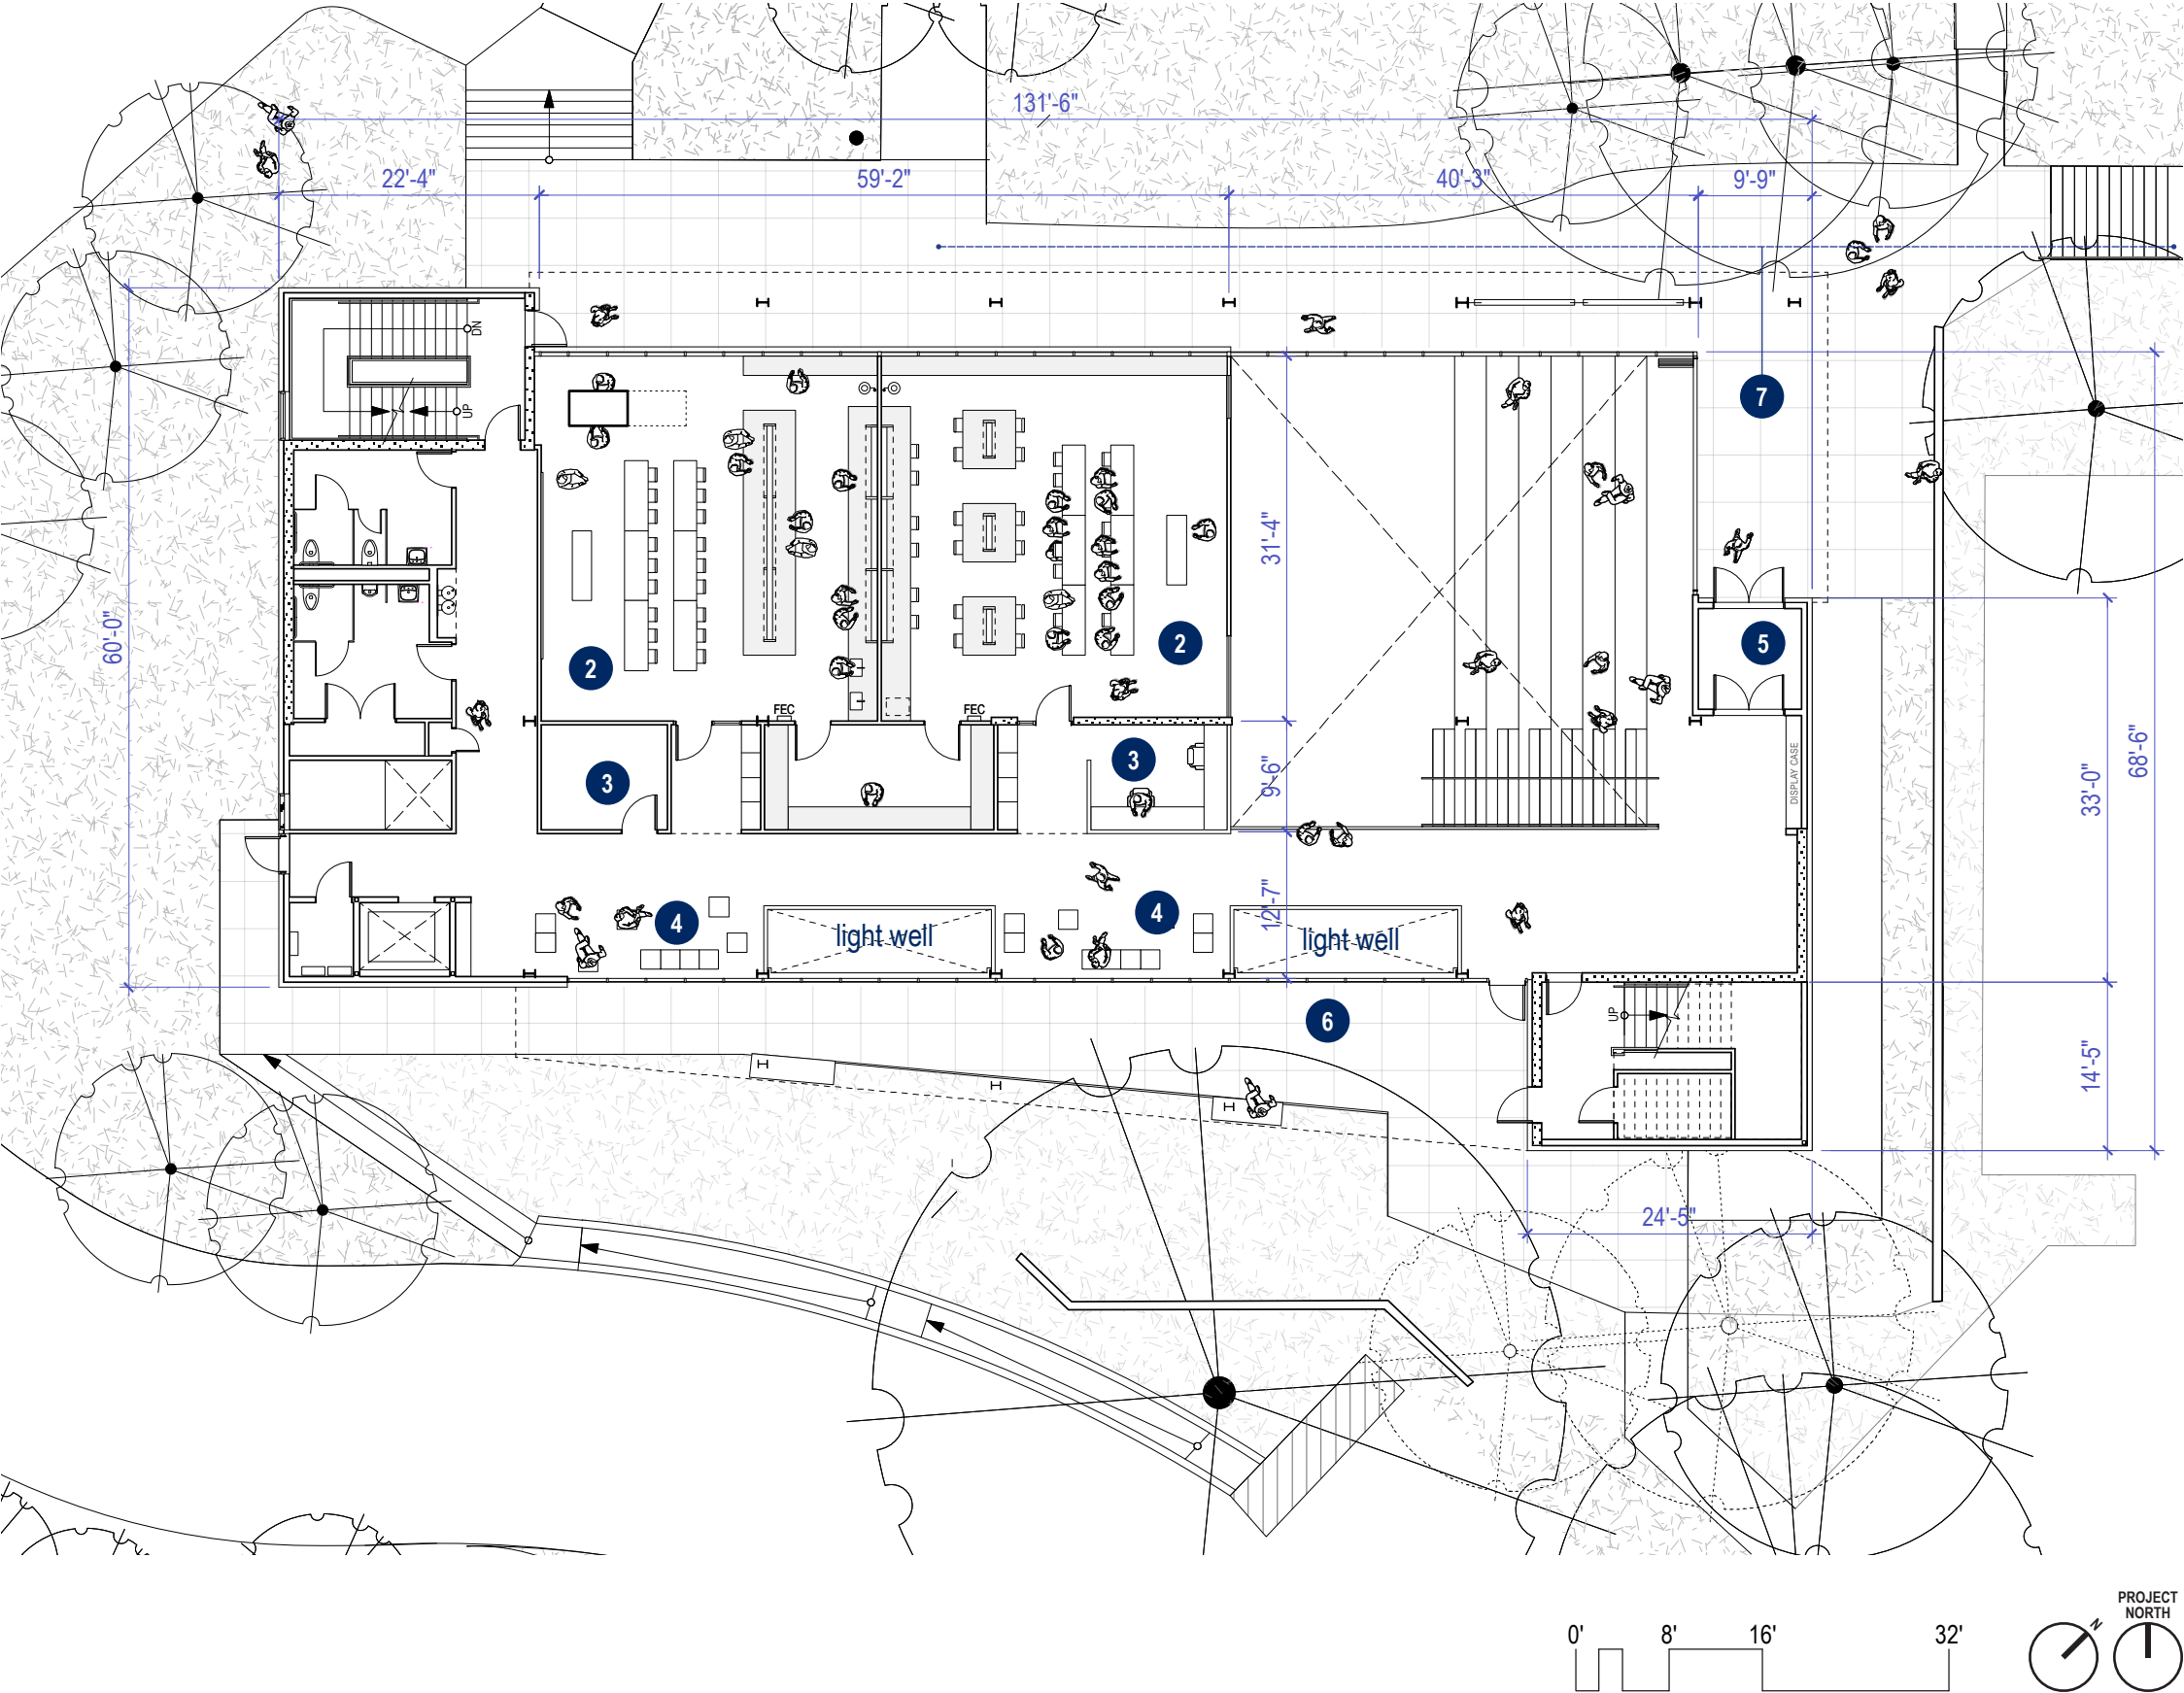 131'-6"
22'-4"
59'-2"
40'-3"
9'-9"
DN
UP
7
60'-0"
31'-4"
2
2
5
FEC
FEC
3
3
9'-6"
DISPLAY CASE
33'-0"
68'-6"
4
4
12'-7"
light well
light well
6
UP
14'-5"
24'-5"
PROJECT
NORTH
N
0'
8'
16'
32'